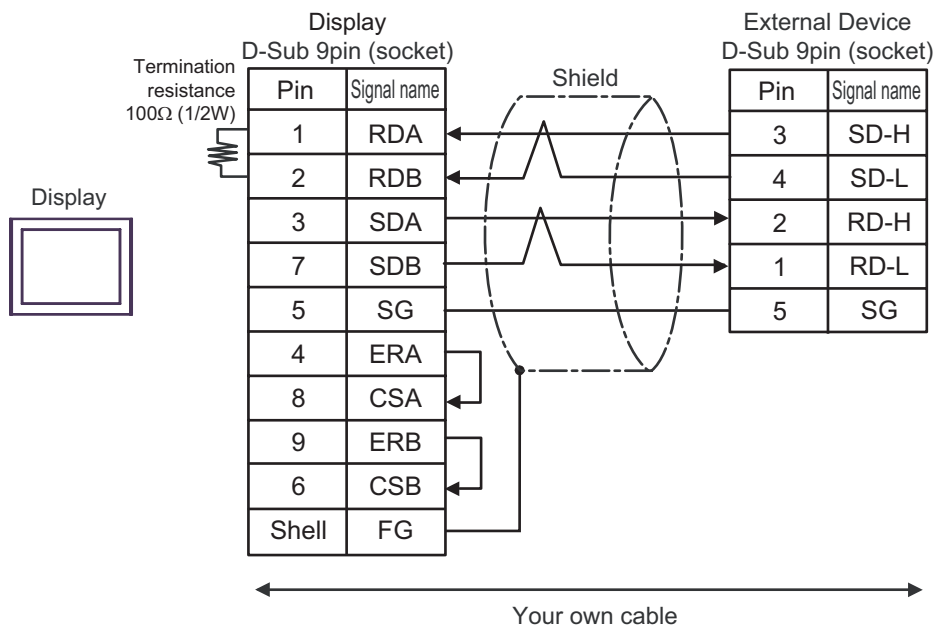 Display
D-Sub 9pin (socket)
External Device
D-Sub 9pin (socket)
Termination
resistance
100Ω (1/2W)
Shield
Pin Signal name
1 RDA
2 RDB
3 SDA
7 SDB
5 SG
4 ERA
8 CSA
9 ERB
6 CSB
Shell FG
Pin Signal name
3 SD-H
4 SD-L
2 RD-H
1 RD-L
5 SG
Display
Your own cable